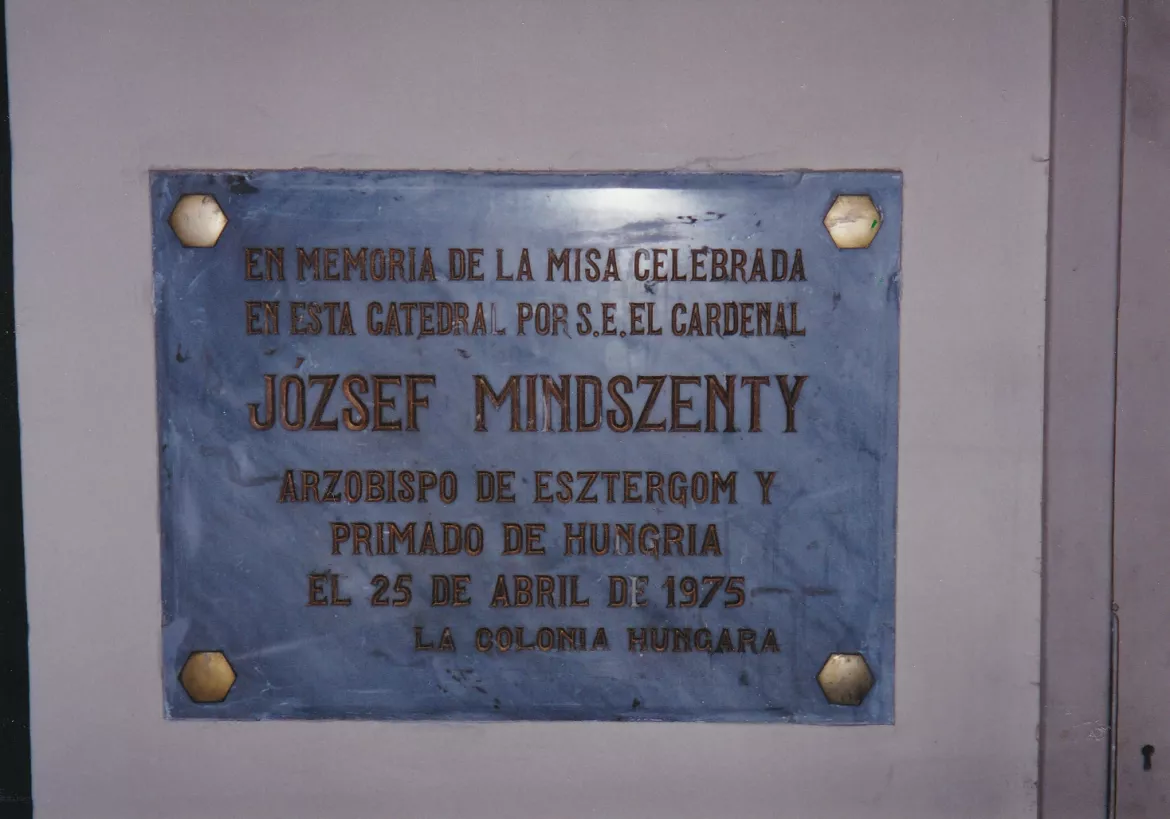 EN MEMORIA DE LA MISA CELEBRADA
EN ESTA CATEDRAL POR S.E. EL CARDENAL
JÓZSEF MINDSZENTY
ARZOBISPO DE ESZTERGOM Y
PRIMADO DE HUNGRIA
EL 25 DE ABRIL DE 1975
LA COLONIA HUNGARA